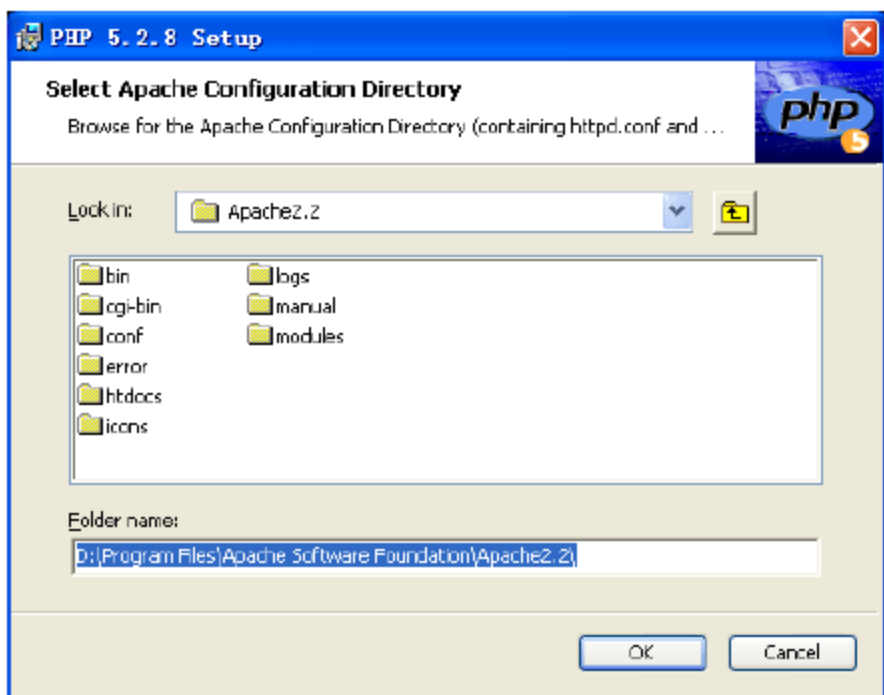 PHP 5.2.8 Setup
Select Apache Configuration Directory
Browse for the Apache Configuration Directory (containing httpd.conf and ...
php
5
Look in:
Apache2.2
bin
logs
cgi-bin
manual
conf
modules
error
htdocs
icons
Folder name:
D:\Program Files\Apache Software Foundation\Apache2.2\
OK
Cancel